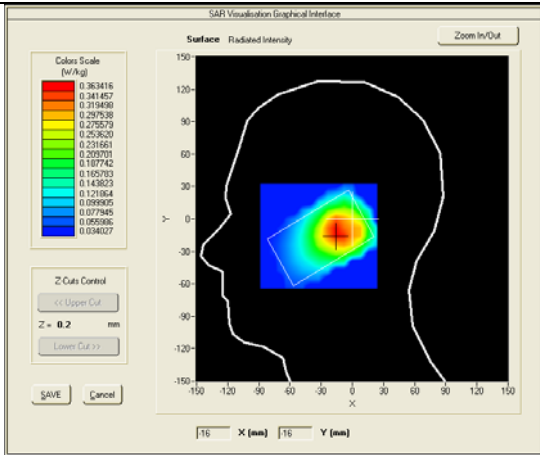 SAR Visualisation Graphical Interface
Surface Radiated Intensity
Zoom In/Out
Colors Scale
(W/kg)
0.363416
0.341457
0.319498
0.297538
0.275579
0.253620
0.231661
0.209701
0.187742
0.165783
0.143823
0.121864
0.099905
0.077945
0.055986
0.034027
150-
120-
90-
60-
30-
0-
-30-
-60-
-90-
-120-
-150-
Y
-150 -120 -90 -60 -30 0 30 60 90 120 150
X
Z-Cuts Control
<< Upper Cut
Z = 0.2 mm
Lower Cut >>
SAVE Cancel
-16 X (mm) -16 Y (mm)